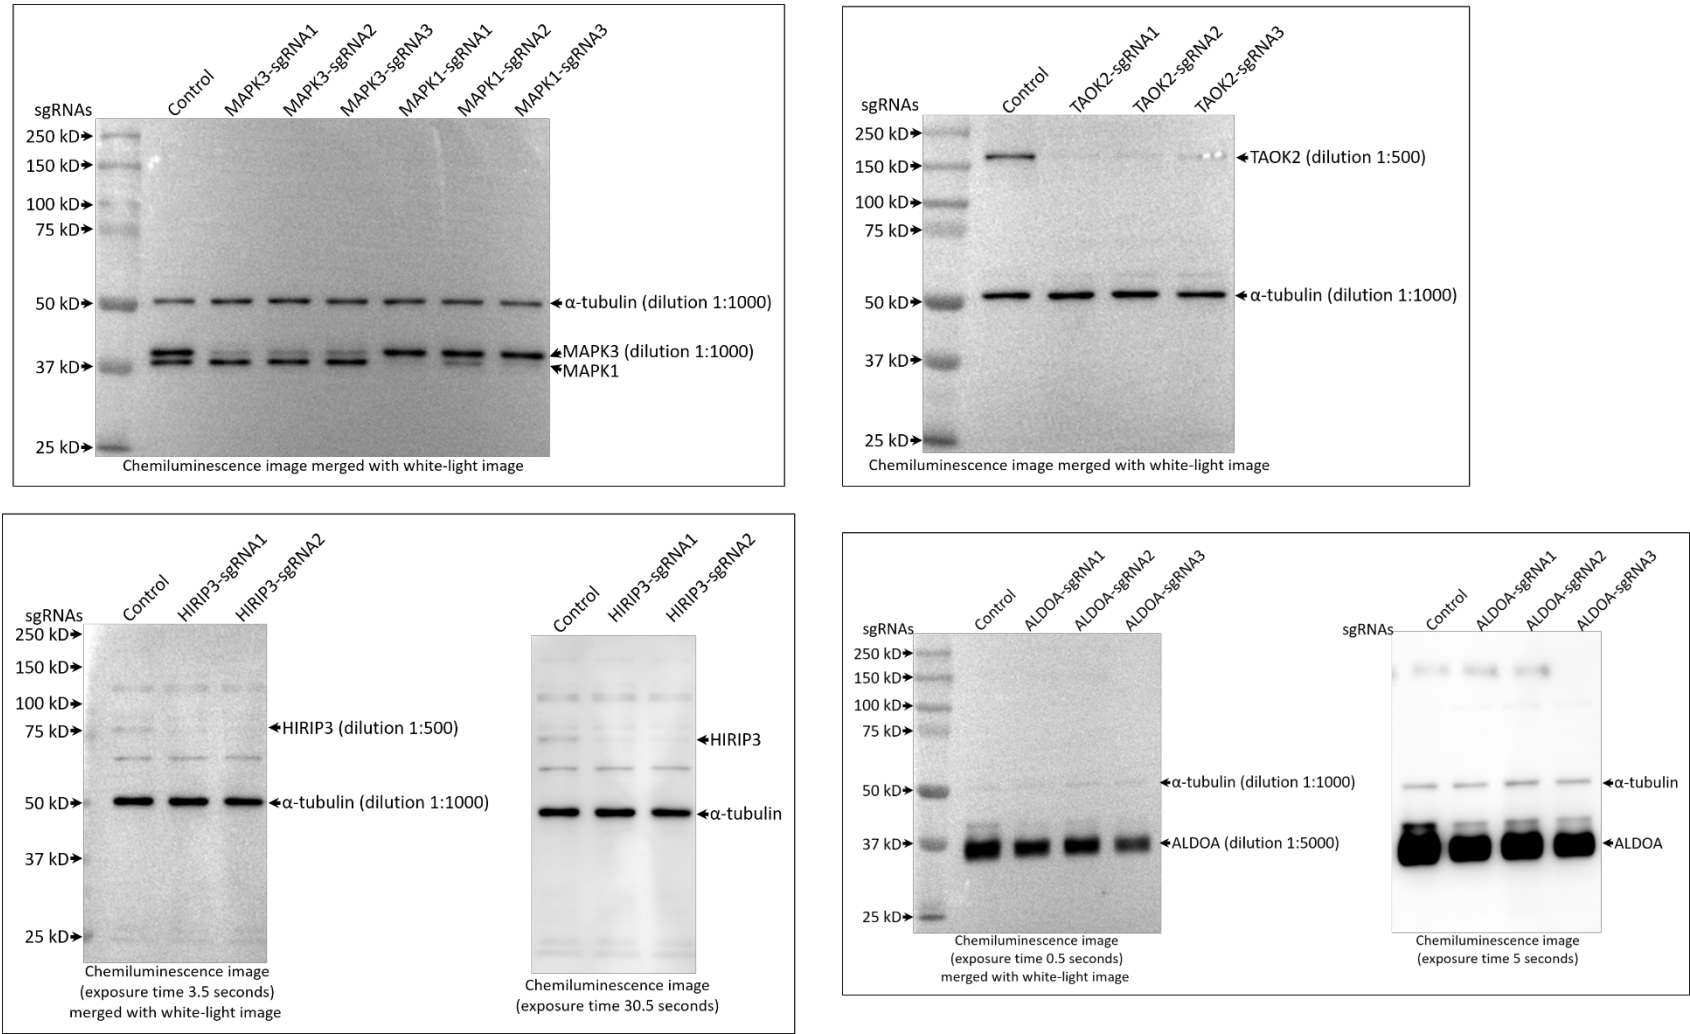 sgRNAs
Control
MAPK3-sgRNA1
MAPK3-sgRNA2
MAPK3-sgRNA3
MAPK1-sgRNA1
MAPK1-sgRNA2
MAPK1-sgRNA3
250 kD
150 kD
100 kD
75 kD
50 kD
37 kD
25 kD
α-tubulin (dilution 1:1000)
MAPK3 (dilution 1:1000)
MAPK1
Chemiluminescence image merged with white-light image
sgRNAs
Control
TAOK2-sgRNA1
TAOK2-sgRNA2
TAOK2-sgRNA3
250 kD
150 kD
100 kD
75 kD
50 kD
37 kD
25 kD
TAOK2 (dilution 1:500)
α-tubulin (dilution 1:1000)
Chemiluminescence image merged with white-light image
sgRNAs
Control
HIRIP3-sgRNA1
HIRIP3-sgRNA2
250 kD
150 kD
100 kD
75 kD
50 kD
37 kD
25 kD
HIRIP3 (dilution 1:500)
α-tubulin (dilution 1:1000)
Chemiluminescence image
(exposure time 3.5 seconds)
merged with white-light image
Control
HIRIP3-sgRNA1
HIRIP3-sgRNA2
HIRIP3
α-tubulin
Chemiluminescence image
(exposure time 30.5 seconds)
sgRNAs
Control
ALDOA-sgRNA1
ALDOA-sgRNA2
ALDOA-sgRNA3
250 kD
150 kD
100 kD
75 kD
50 kD
37 kD
25 kD
α-tubulin (dilution 1:1000)
ALDOA (dilution 1:5000)
Chemiluminescence image
(exposure time 0.5 seconds)
merged with white-light image
sgRNAs
Control
ALDOA-sgRNA1
ALDOA-sgRNA2
ALDOA-sgRNA3
α-tubulin
ALDOA
Chemiluminescence image
(exposure time 5 seconds)